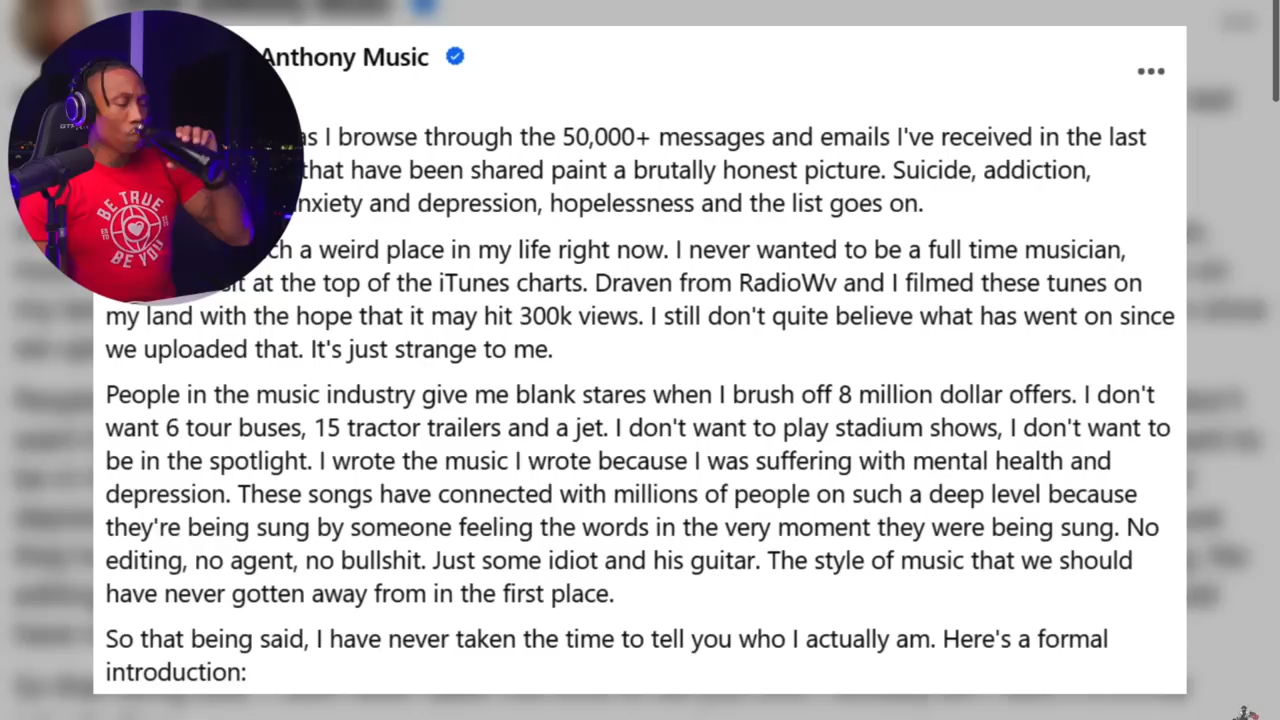 Anthony Music
as I browse through the 50,000+ messages and emails I've received in the last
that have been shared paint a brutally honest picture. Suicide, addiction,
anxiety and depression, hopelessness and the list goes on.
a weird place in my life right now. I never wanted to be a full time musician,
at the top of the iTunes charts. Draven from RadioWv and I filmed these tunes on
my land with the hope that it may hit 300k views. I still don't quite believe what has went on since
we uploaded that. It's just strange to me.
People in the music industry give me blank stares when I brush off 8 million dollar offers. I don't
want 6 tour buses, 15 tractor trailers and a jet. I don't want to play stadium shows, I don't want to
be in the spotlight. I wrote the music I wrote because I was suffering with mental health and
depression. These songs have connected with millions of people on such a deep level because
they're being sung by someone feeling the words in the very moment they were being sung. No
editing, no agent, no bullshit. Just some idiot and his guitar. The style of music that we should
have never gotten away from in the first place.
So that being said, I have never taken the time to tell you who I actually am. Here's a formal
introduction:
BE TRUE
BE YOU